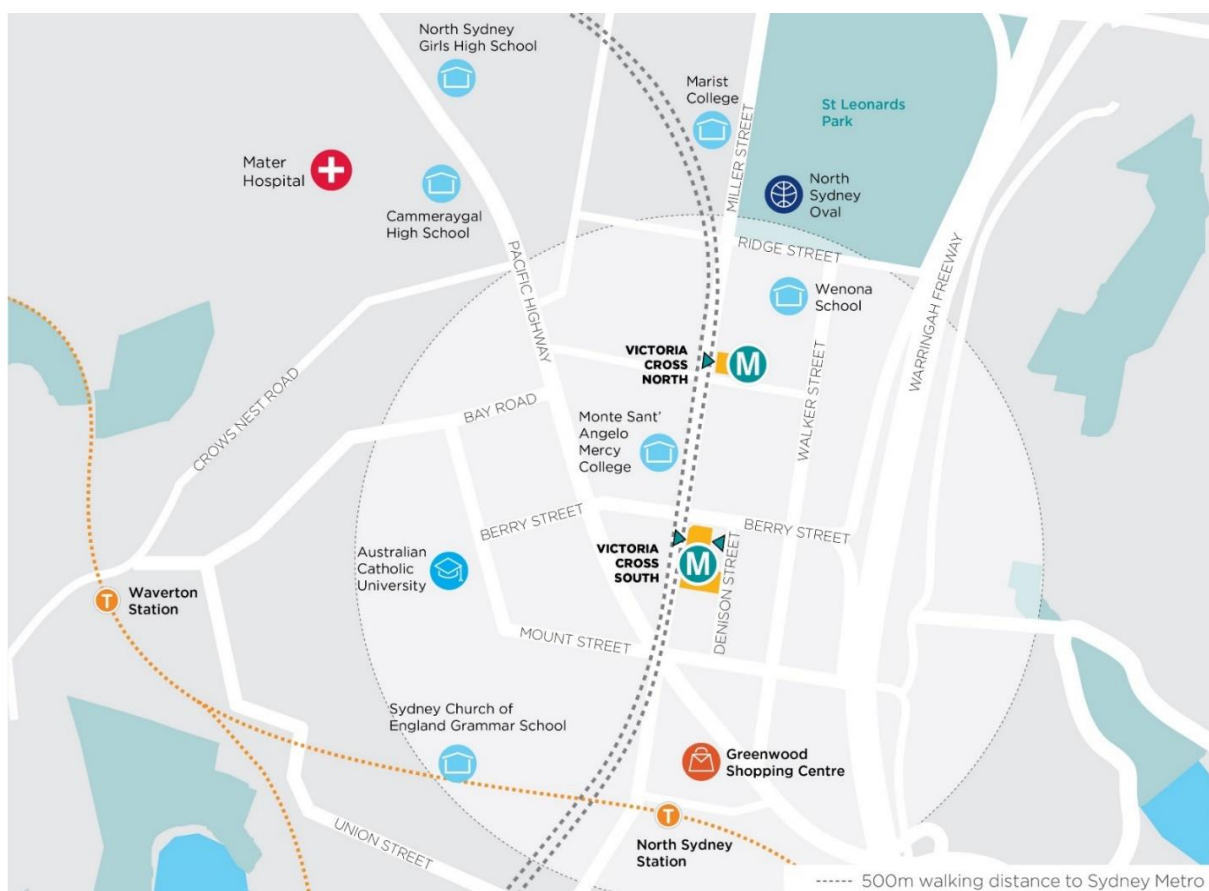 North Sydney
Girls High School
Marist
College
St Leonards
Park
Mater
Hospital
Cammeraygal
High School
MILLER STREET
North
Sydney
Oval
PACIFIC HIGHWAY
RIDGE STREET
WARRINGAH FREEWAY
Wenona
School
VICTORIA
CROSS
NORTH
M
CROWS NEST ROAD
BAY ROAD
Monte Sant'
Angelo
Mercy
College
WALKER STREET
BERRY STREET
BERRY STREET
VICTORIA
CROSS
SOUTH
M
DENISON STREET
Australian
Catholic
University
T
Waverton
Station
MOUNT STREET
Sydney Church of
England Grammar School
Greenwood
Shopping Centre
UNION STREET
T
North Sydney
Station
500m walking distance to Sydney Metro